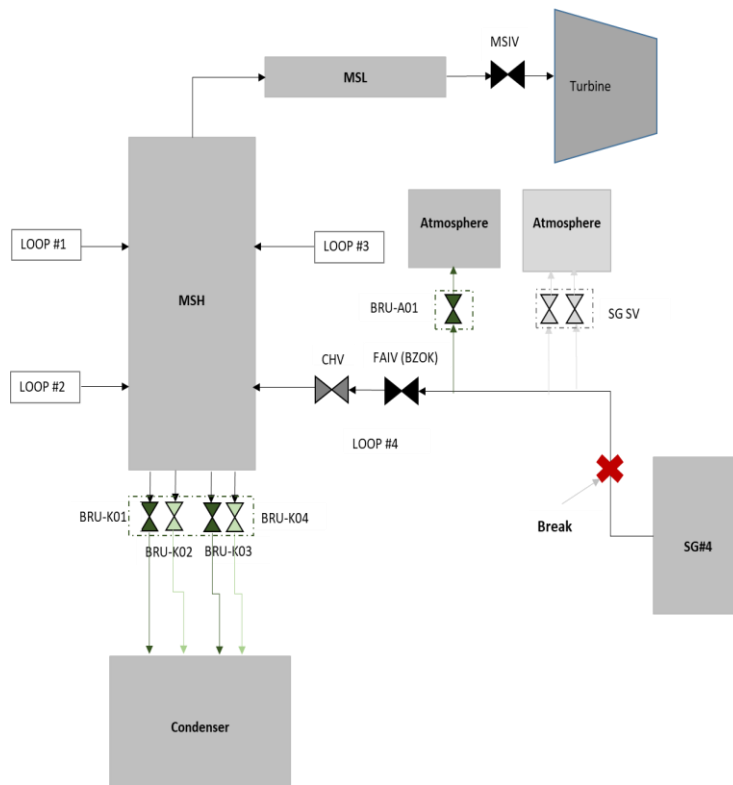 MSIV
MSL
Turbine
Atmosphere
Atmosphere
LOOP #1
LOOP #3
MSH
BRU-A01
SG SV
CHV
FAIV (BZOK)
LOOP #2
LOOP #4
BRU-K01
BRU-K04
BRU-K02
BRU-K03
Break
SG#4
Condenser